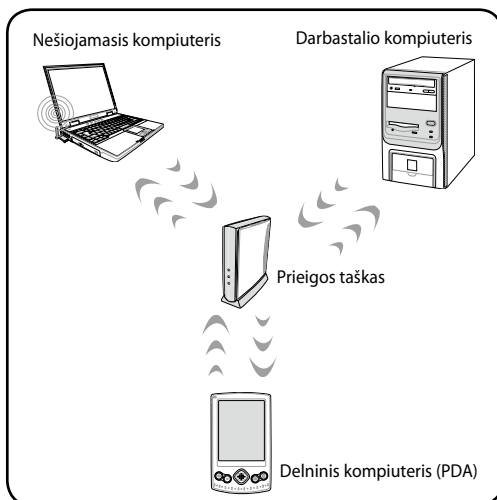 Nešiojamasis kompiuteris
Darbastalio kompiuteris
Prieigos taškas
Delninis kompiuteris (PDA)